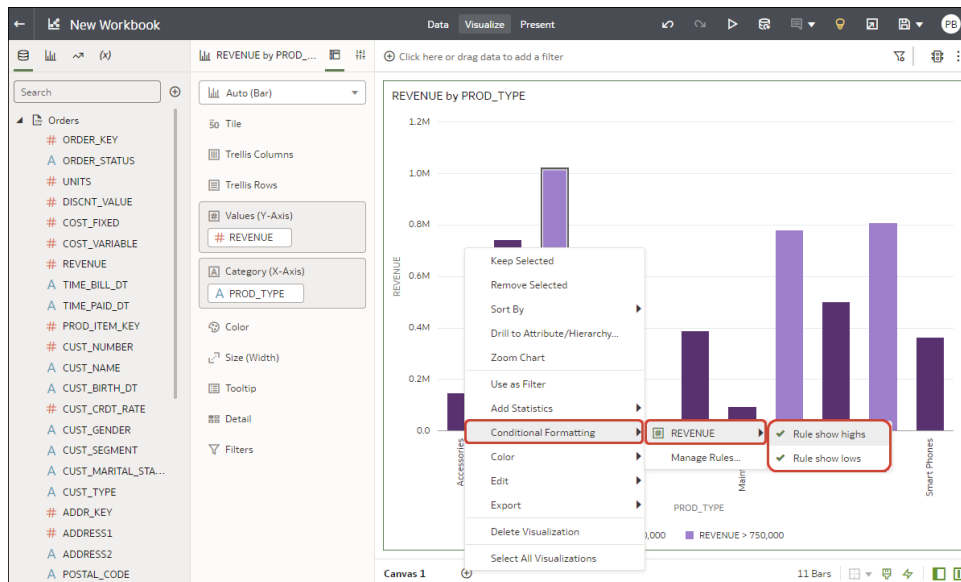 New Workbook
Data Visualize Present
PB
(x)
REVENUE by PROD_...
Click here or drag data to add a filter
Search
Orders
# ORDER_KEY
A ORDER_STATUS
# UNITS
# DISCNT_VALUE
# COST_FIXED
# COST_VARIABLE
# REVENUE
A TIME_BILL_DT
A TIME_PAID_DT
# PROD_ITEM_KEY
# CUST_NUMBER
A CUST_NAME
A CUST_BIRTH_DT
# CUST_CRDT_RATE
A CUST_GENDER
A CUST_SEGMENT
A CUST_MARITAL_STA...
A CUST_TYPE
# ADDR_KEY
# ADDRESS1
A ADDRESS2
A POSTAL_CODE
Auto (Bar)
50 Tile
Trellis Columns
Trellis Rows
# Values (Y-Axis)
# REVENUE
A Category (X-Axis)
A PROD_TYPE
Color
Size (Width)
Tooltip
Detail
Filters
REVENUE by PROD_TYPE
1.2M
1.0M
0.8M
0.6M
0.4M
0.2M
0.0
REVENUE
Accessories
Main
Smart Phones
PROD_TYPE
0,000
REVENUE > 750,000
Keep Selected
Remove Selected
Sort By
Drill to Attribute/Hierarchy...
Zoom Chart
Use as Filter
Add Statistics
Conditional Formatting
Color
Edit
Export
Delete Visualization
Select All Visualizations
# REVENUE
Manage Rules...
Rule show highs
Rule show lows
Canvas 1
11 Bars